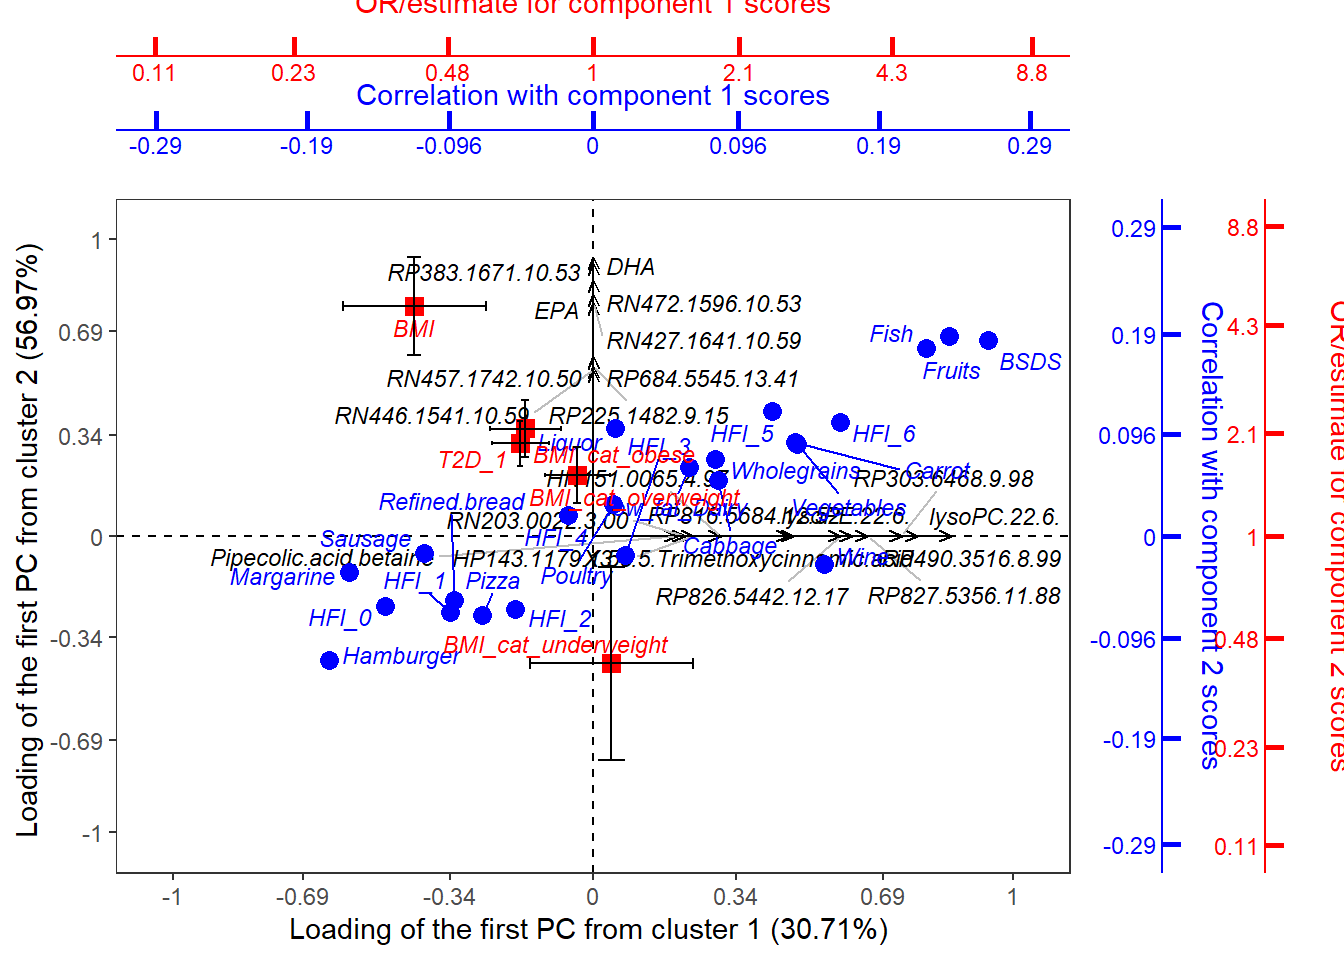 OR/estimate for component 1 scores
0.11 0.23 0.48 1 2.1 4.3 8.8
Correlation with component 1 scores
-0.29 -0.19 -0.096 0 0.096 0.19 0.29
Loading of the first PC from cluster 2 (56.97%)
1
0.69
0.34
0
-0.34
-0.69
-1
RP383.1671.10.53
DHA
EPA
RN472.1596.10.53
BMI
RN427.1641.10.59
Fish
Fruits
BSDS
RN457.1742.10.50
RP684.5545.13.41
RN446.1541.10.59
RP225.1482.9.15
Liquor
HFI_3
HFI_5
HFI_6
T2D_1
BMI_cat_obese
Wholegrains
Carrot
RP303.6468.9.98
Refined.bread
BMI_cat_overweight
Vegetables
lysoPC.22.6.
Sausage
HFI_4
Cabbage
Pipecolic.acid.betaine
Wine
RP490.3516.8.99
Margarine
HFI_1
Pizza
Poultry
RP826.5442.12.17
RP827.5356.11.88
HFI_0
HFI_2
BMI_cat_underweight
Hamburger
-1 -0.69 -0.34 0 0.34 0.69 1
Loading of the first PC from cluster 1 (30.71%)
0.29
0.19
0.096
0
-0.096
-0.19
-0.29
Correlation with component 2 scores
8.8
4.3
2.1
1
0.48
0.23
0.11
OR/estimate for component 2 scores